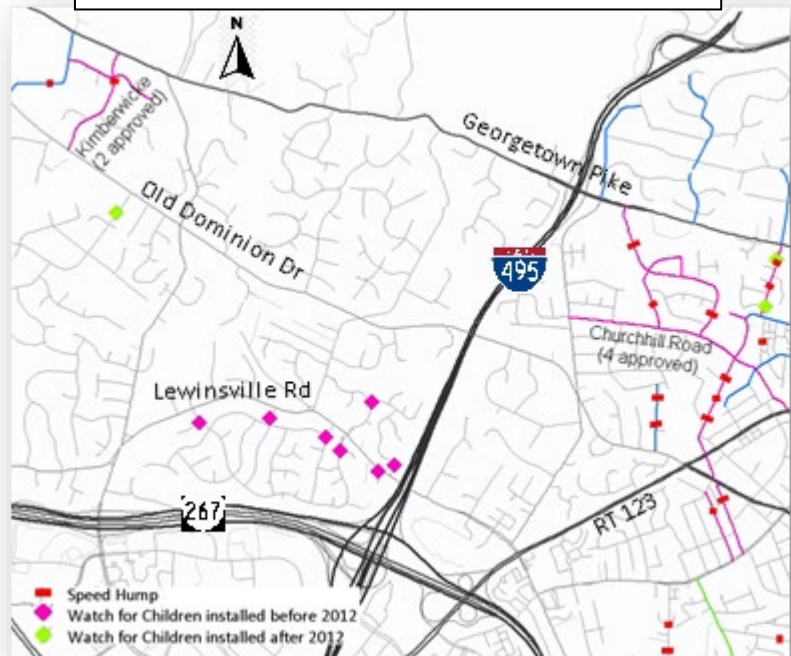 N
Kimberwicke
(2 approved)
Georgetown Pike
Old Dominion Dr
495
Churchhill Road
(4 approved)
Lewinsville Rd
267
RT 123
Speed Hump
Watch for Children installed before 2012
Watch for Children installed after 2012